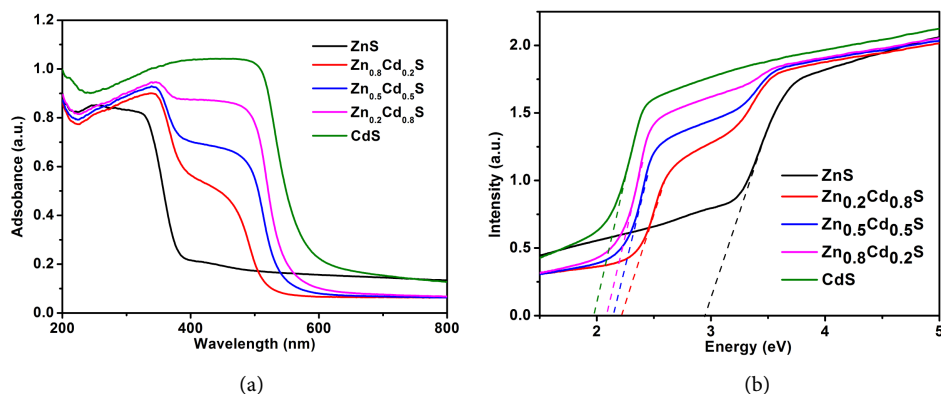 1.2
1.0
0.8
0.6
0.4
0.2
0.0
200
400
600
800
Adsobance (a.u.)
Wavelength (nm)
ZnS
Zn0.8Cd0.2S
Zn0.5Cd0.5S
Zn0.2Cd0.8S
CdS
(a)
2.0
1.5
1.0
0.5
0.0
2
3
4
5
Intensity (a.u.)
Energy (eV)
ZnS
Zn0.2Cd0.8S
Zn0.5Cd0.5S
Zn0.8Cd0.2S
CdS
(b)